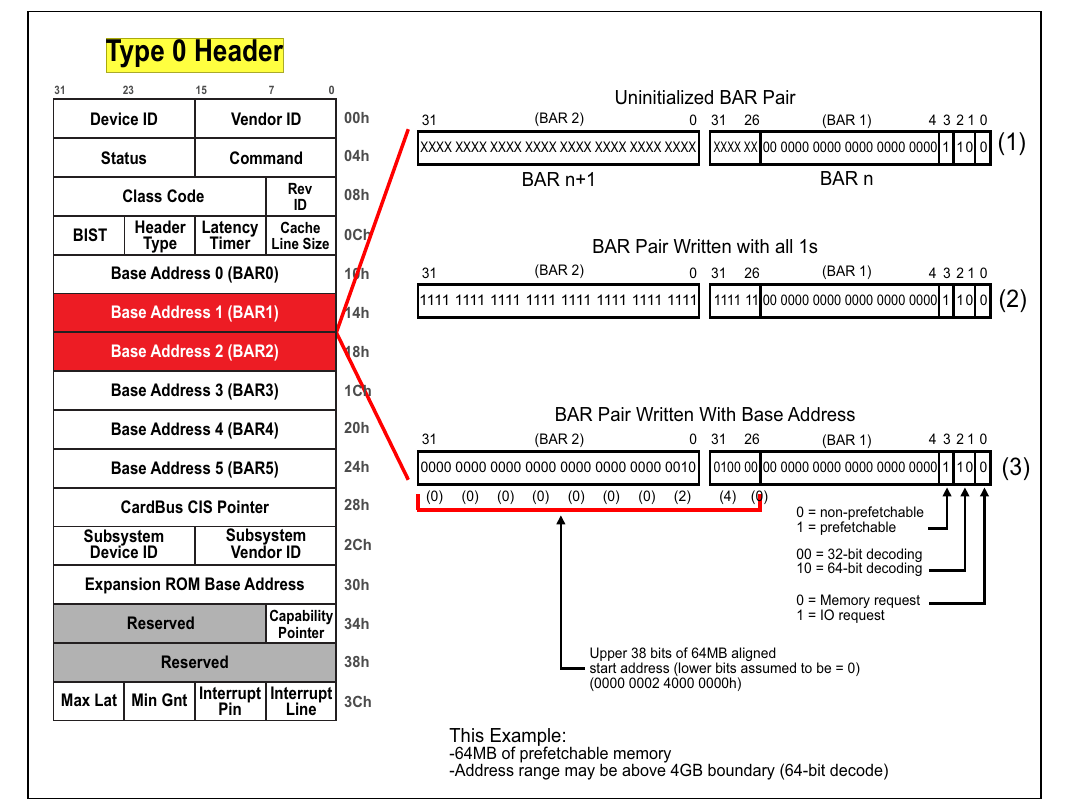 Type 0 Header
31 23 15 7 0
Device ID Vendor ID 00h
Status Command 04h
Class Code Rev ID 08h
BIST Header Type Latency Timer Cache Line Size 0Ch
Base Address 0 (BAR0) 10h
Base Address 1 (BAR1) 14h
Base Address 2 (BAR2) 18h
Base Address 3 (BAR3) 1Ch
Base Address 4 (BAR4) 20h
Base Address 5 (BAR5) 24h
CardBus CIS Pointer 28h
Subsystem Device ID Subsystem Vendor ID 2Ch
Expansion ROM Base Address 30h
Reserved Capability Pointer 34h
Reserved 38h
Max Lat Min Gnt Interrupt Pin Interrupt Line 3Ch
Uninitialized BAR Pair
31 (BAR 2) 0 31 26 (BAR 1) 4 3 2 1 0
XXXX XXXX XXXX XXXX XXXX XXXX XXXX XXXX XXXX XX 00 0000 0000 0000 0000 0000 1 1 0 0 (1)
BAR n+1 BAR n
BAR Pair Written with all 1s
31 (BAR 2) 0 31 26 (BAR 1) 4 3 2 1 0
1111 1111 1111 1111 1111 1111 1111 1111 1111 11 00 0000 0000 0000 0000 0000 1 1 0 0 (2)
BAR Pair Written With Base Address
31 (BAR 2) 0 31 26 (BAR 1) 4 3 2 1 0
0000 0000 0000 0000 0000 0000 0000 0010 0100 00 00 0000 0000 0000 0000 0000 1 1 0 0 (3)
(0) (0) (0) (0) (0) (0) (0) (2) (4) (0)
0 = non-prefetchable
1 = prefetchable
00 = 32-bit decoding
10 = 64-bit decoding
0 = Memory request
1 = IO request
Upper 38 bits of 64MB aligned
start address (lower bits assumed to be = 0)
(0000 0002 4000 0000h)
This Example:
-64MB of prefetchable memory
-Address range may be above 4GB boundary (64-bit decode)